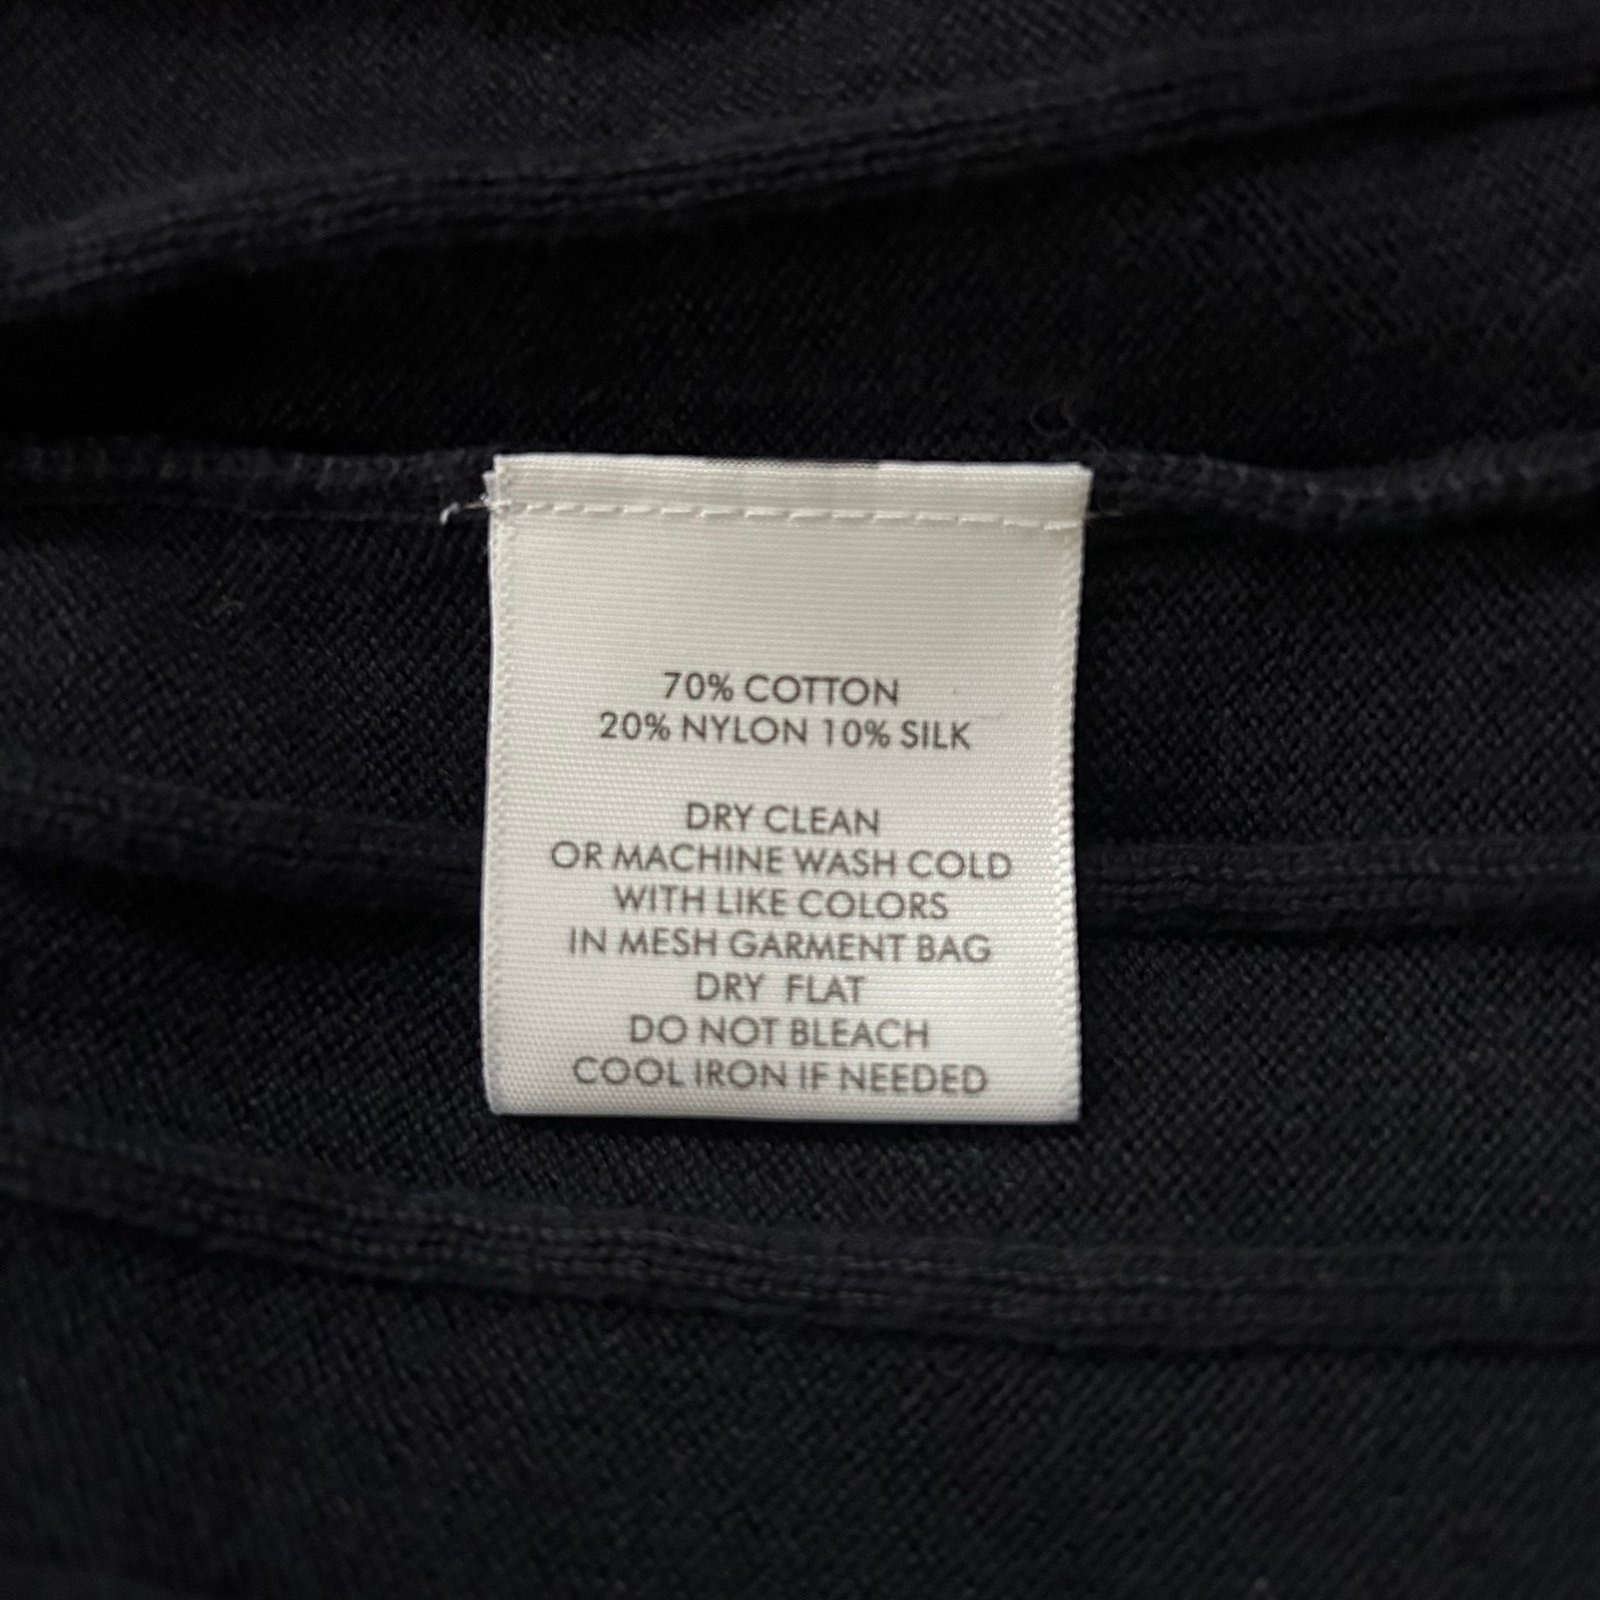 70% COTTON
20% NYLON 10% SILK
DRY CLEAN
OR MACHINE WASH COLD
WITH LIKE COLORS
IN MESH GARMENT BAG
DRY FLAT
DO NOT BLEACH
COOL IRON IF NEEDED